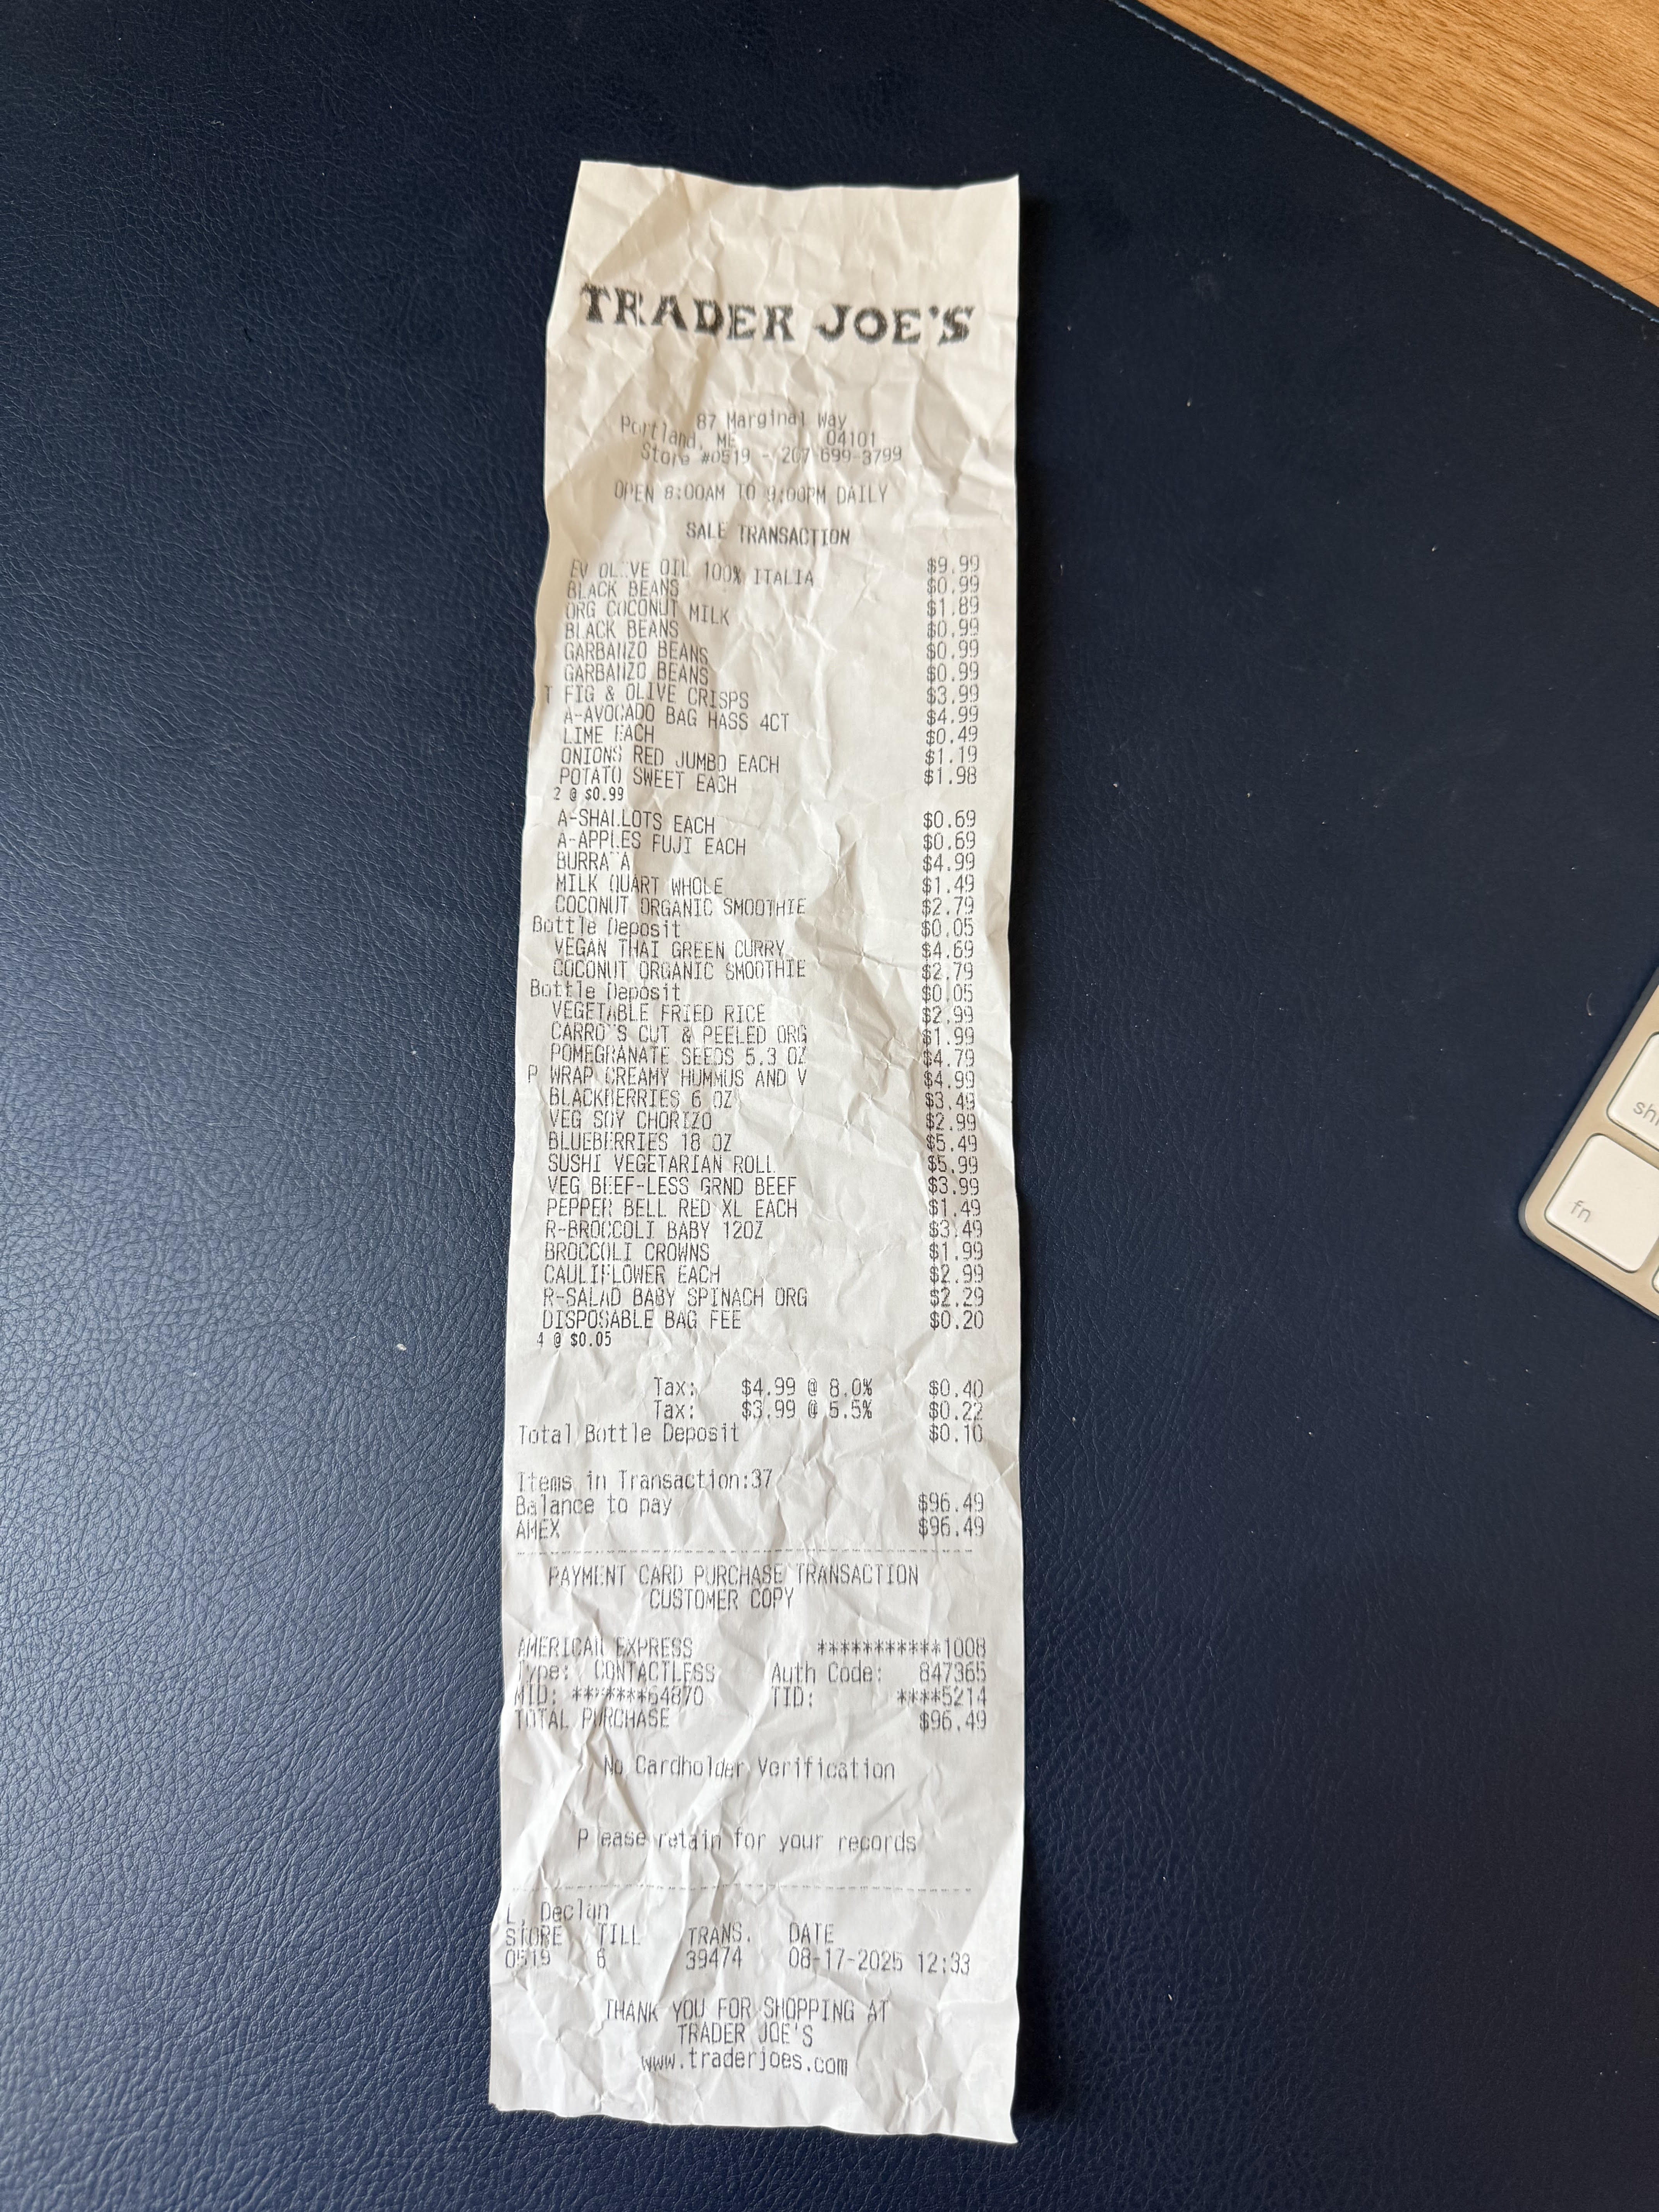 TRADER JOE'S
87 Marginal Way
Portland, ME 04101
Store #0519 - 207 699-3799
OPEN 8:00AM TO 9:00PM DAILY
SALE TRANSACTION
EV OLIVE OIL 100% ITALIA $9.99
BLACK BEANS $0.99
ORG COCONUT MILK $1.89
BLACK BEANS $0.99
GARBANZO BEANS $0.99
GARBANZO BEANS $0.99
T FIG & OLIVE CRISPS $3.99
A-AVOCADO BAG HASS 4CT $4.99
LIME EACH $0.49
ONIONS RED JUMBO EACH $1.19
POTATO SWEET EACH $1.98
2 @ $0.99
A-SHALLOTS EACH $0.69
A-APPLES FUJI EACH $0.69
BURRATA $4.99
MILK QUART WHOLE $1.49
COCONUT ORGANIC SMOOTHIE $2.79
Bottle Deposit $0.05
VEGAN THAI GREEN CURRY $4.69
COCONUT ORGANIC SMOOTHIE $2.79
Bottle Deposit $0.05
VEGETABLE FRIED RICE $2.99
CARROTS CUT & PEELED ORG $1.99
POMEGRANATE SEEDS 5.3 OZ $4.79
P WRAP CREAMY HUMMUS AND V $4.99
BLACKBERRIES 6 OZ $3.49
VEG SOY CHORIZO $2.99
BLUEBERRIES 18 OZ $5.49
SUSHI VEGETARIAN ROLL $5.99
VEG BEEF-LESS GRND BEEF $3.99
PEPPER BELL RED XL EACH $1.49
R-BROCCOLI BABY 12OZ $3.49
BROCCOLI CROWNS $1.99
CAULIFLOWER EACH $2.99
R-SALAD BABY SPINACH ORG $2.29
DISPOSABLE BAG FEE $0.20
4 @ $0.05
Tax: $4.99 @ 8.0% $0.40
Tax: $3.99 @ 5.5% $0.22
Total Bottle Deposit $0.10
Items in Transaction:37
Balance to pay $96.49
AMEX $96.49
PAYMENT CARD PURCHASE TRANSACTION
CUSTOMER COPY
AMERICAN EXPRESS ***********1008
Type: CONTACTLESS Auth Code: 847365
MID: *******64870 TID: ****5214
TOTAL PURCHASE $96.49
No Cardholder Verification
Please retain for your records
L, Declan
STORE TILL TRANS. DATE
0519 6 39474 08-17-2025 12:33
THANK YOU FOR SHOPPING AT
TRADER JOE'S
www.traderjoes.com
fn